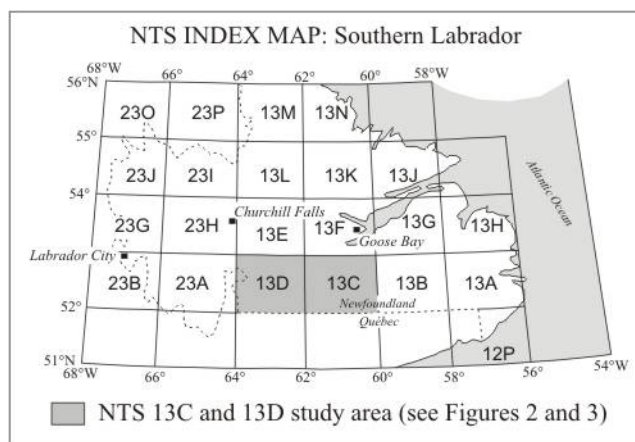 NTS INDEX MAP: Southern Labrador
68°W 66° 64° 62° 60° 58°W
56°N
23O 23P 13M 13N
55°
23J 23I 13L 13K 13J
54°
Atlantic Ocean
23G 23H Churchill Falls 13E 13F 13G 13H
Goose Bay
53°
Labrador City
23B 23A 13D 13C 13B 13A
Newfoundland
52°
Québec
12P
51°N
68°W 66° 64° 62° 60° 58° 56° 54°W
NTS 13C and 13D study area (see Figures 2 and 3)